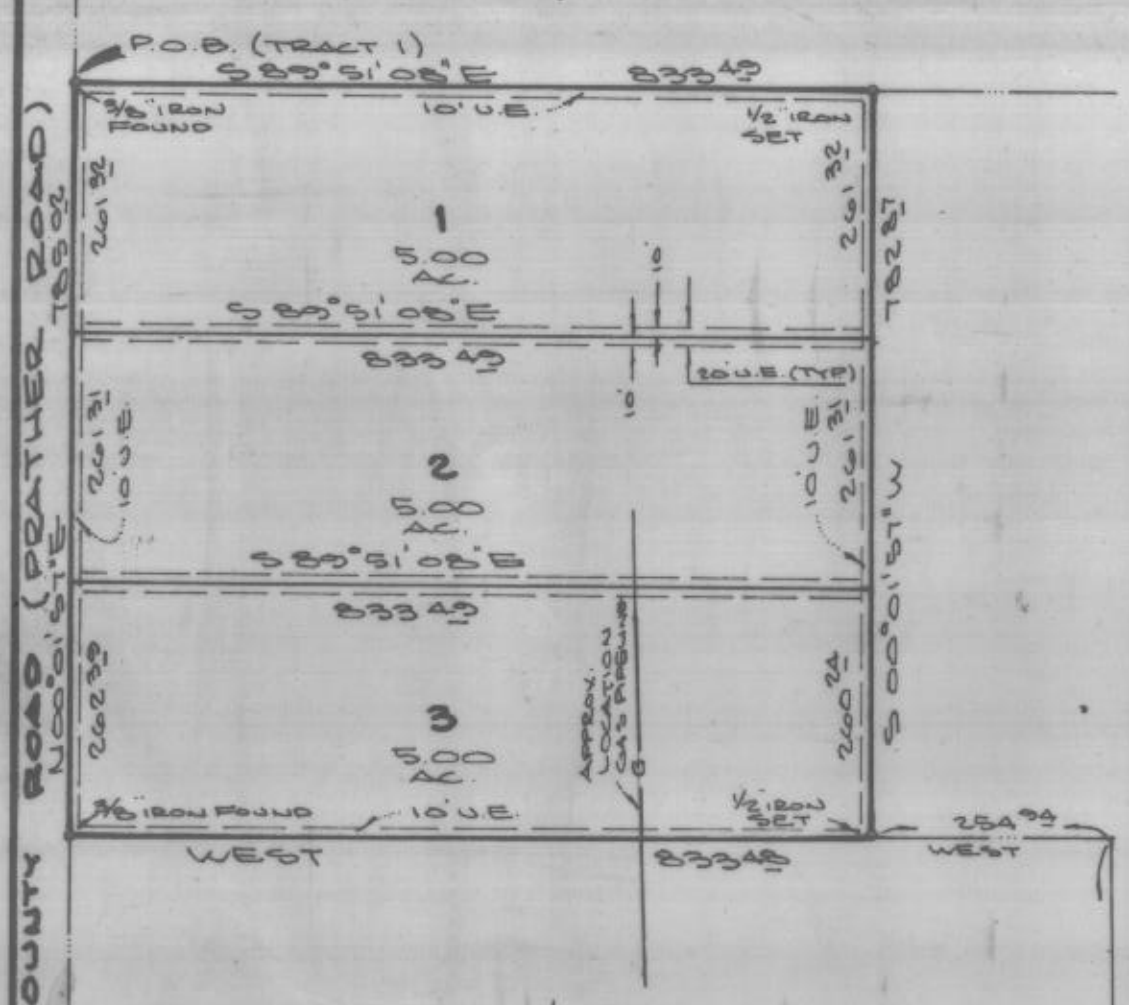 P.O.B. (TRACT 1)
S 89° 51' 08" E 833 49
5/8" IRON
FOUND
10' U.E.
1/2" IRON
SET
261 32
785 02
261 32
782 87
1
5.00
AC.
10
S 89° 51' 08" E
833 49
20' U.E. (TYP)
10
261 31
10' U.E.
10' U.E.
261 31
2
5.00
AC.
N 00° 01' 57" E
S 00° 01' 57" W
S 89° 51' 08" E
833 49
262 39
260 24
3
5.00
AC.
APPROX.
LOCATION
GAS PIPELINE
G
5/8" IRON FOUND
10' U.E.
1/2" IRON
SET
WEST
833 48
254 94
WEST
OUNTY ROAD (PRATHER ROAD)